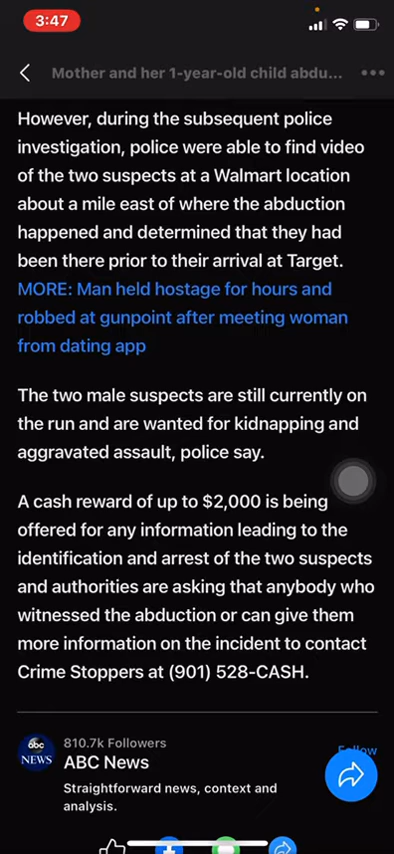 3:47
Mother and her 1-year-old child abdu...
However, during the subsequent police
investigation, police were able to find video
of the two suspects at a Walmart location
about a mile east of where the abduction
happened and determined that they had
been there prior to their arrival at Target.
MORE: Man held hostage for hours and
robbed at gunpoint after meeting woman
from dating app
The two male suspects are still currently on
the run and are wanted for kidnapping and
aggravated assault, police say.
A cash reward of up to $2,000 is being
offered for any information leading to the
identification and arrest of the two suspects
and authorities are asking that anybody who
witnessed the abduction or can give them
more information on the incident to contact
Crime Stoppers at (901) 528-CASH.
abc
NEWS
810.7k Followers
ABC News
Follow
Straightforward news, context and
analysis.